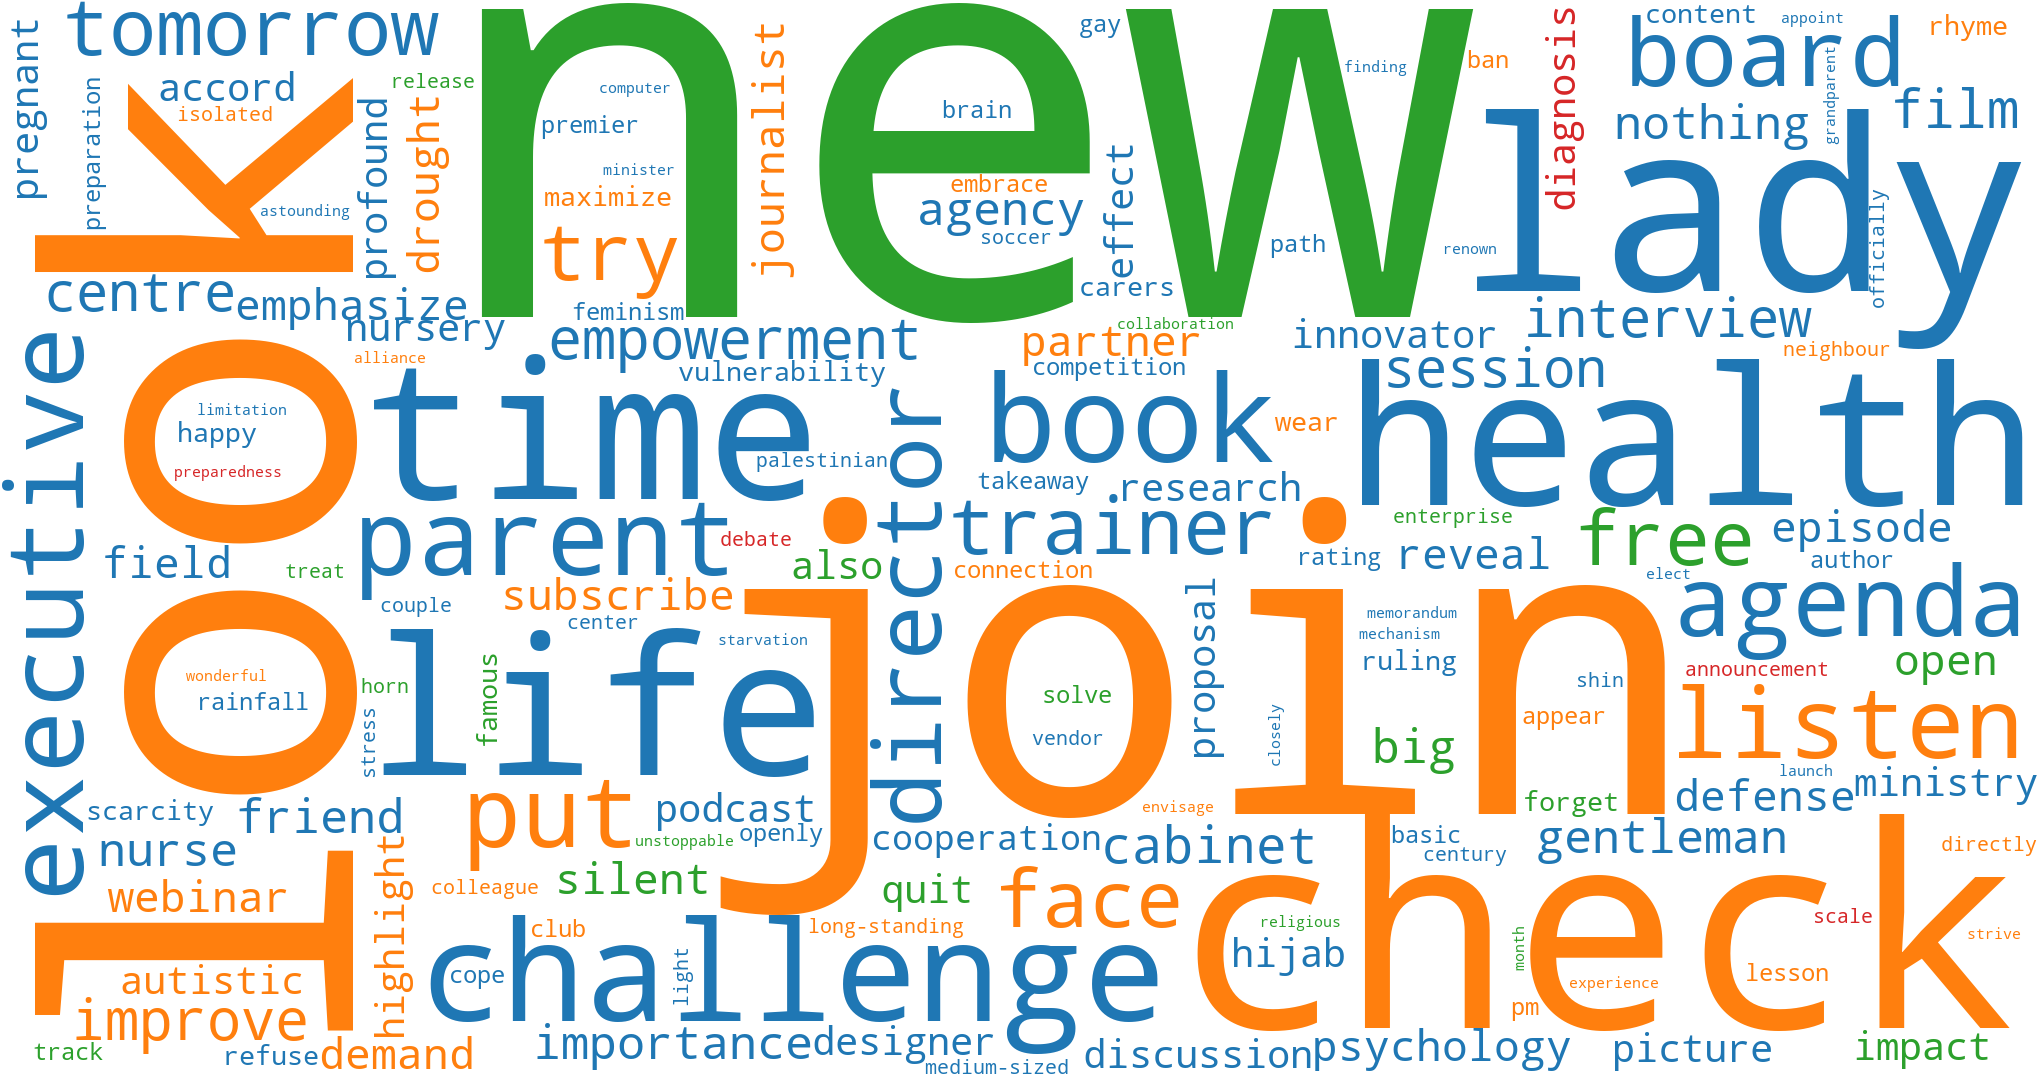 new
look
join
check
lady
health
time
life
challenge
book
parent
executive
director
trainer
agenda
listen
put
face
try
board
tomorrow
film
nothing
interview
session
centre
emphasize
nursery
empowerment
partner
innovator
agency
accord
pregnant
preparation
isolated
release
profound
drought
astounding
computer
premier
minister
maximize
journalist
brain
embrace
soccer
gay
effect
carers
collaboration
path
finding
ban
renown
diagnosis
content
appoint
rhyme
grandparent
officially
neighbour
feminism
vulnerability
competition
alliance
limitation
happy
preparedness
palestinian
wear
takeaway
research
rating
enterprise
reveal
free
episode
author
elect
field
treat
debate
also
connection
subscribe
couple
center
starvation
proposal
memorandum
mechanism
ruling
shin
appear
announcement
open
wonderful
rainfall
horn
stress
famous
solve
vendor
closely
big
launch
ministry
defense
forget
gentleman
envisage
basic
century
directly
scarcity
friend
nurse
podcast
openly
unstoppable
cooperation
cabinet
webinar
highlight
colleague
silent
quit
club
long-standing
religious
hijab
month
pm
experience
lesson
scale
strive
autistic
improve
cope
light
track
refuse
demand
importance
designer
medium-sized
discussion
psychology
picture
impact